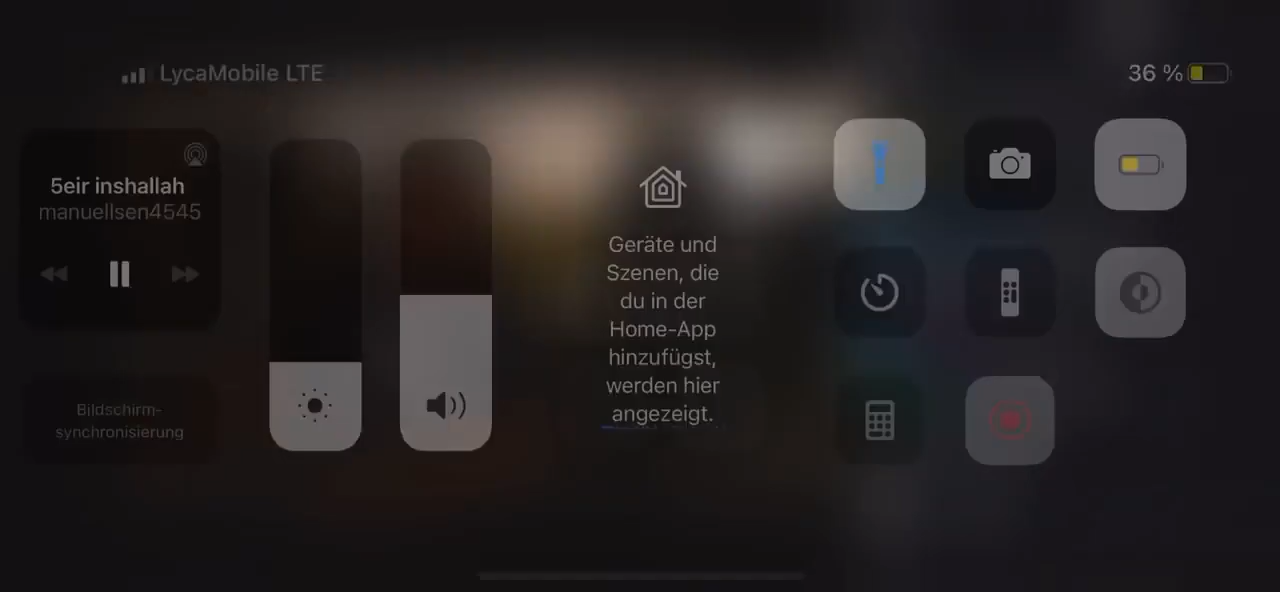 LycaMobile LTE
36 %
5eir inshallah
manuellsen4545
Bildschirm-
synchronisierung
Geräte und
Szenen, die
du in der
Home-App
hinzufügst,
werden hier
angezeigt.